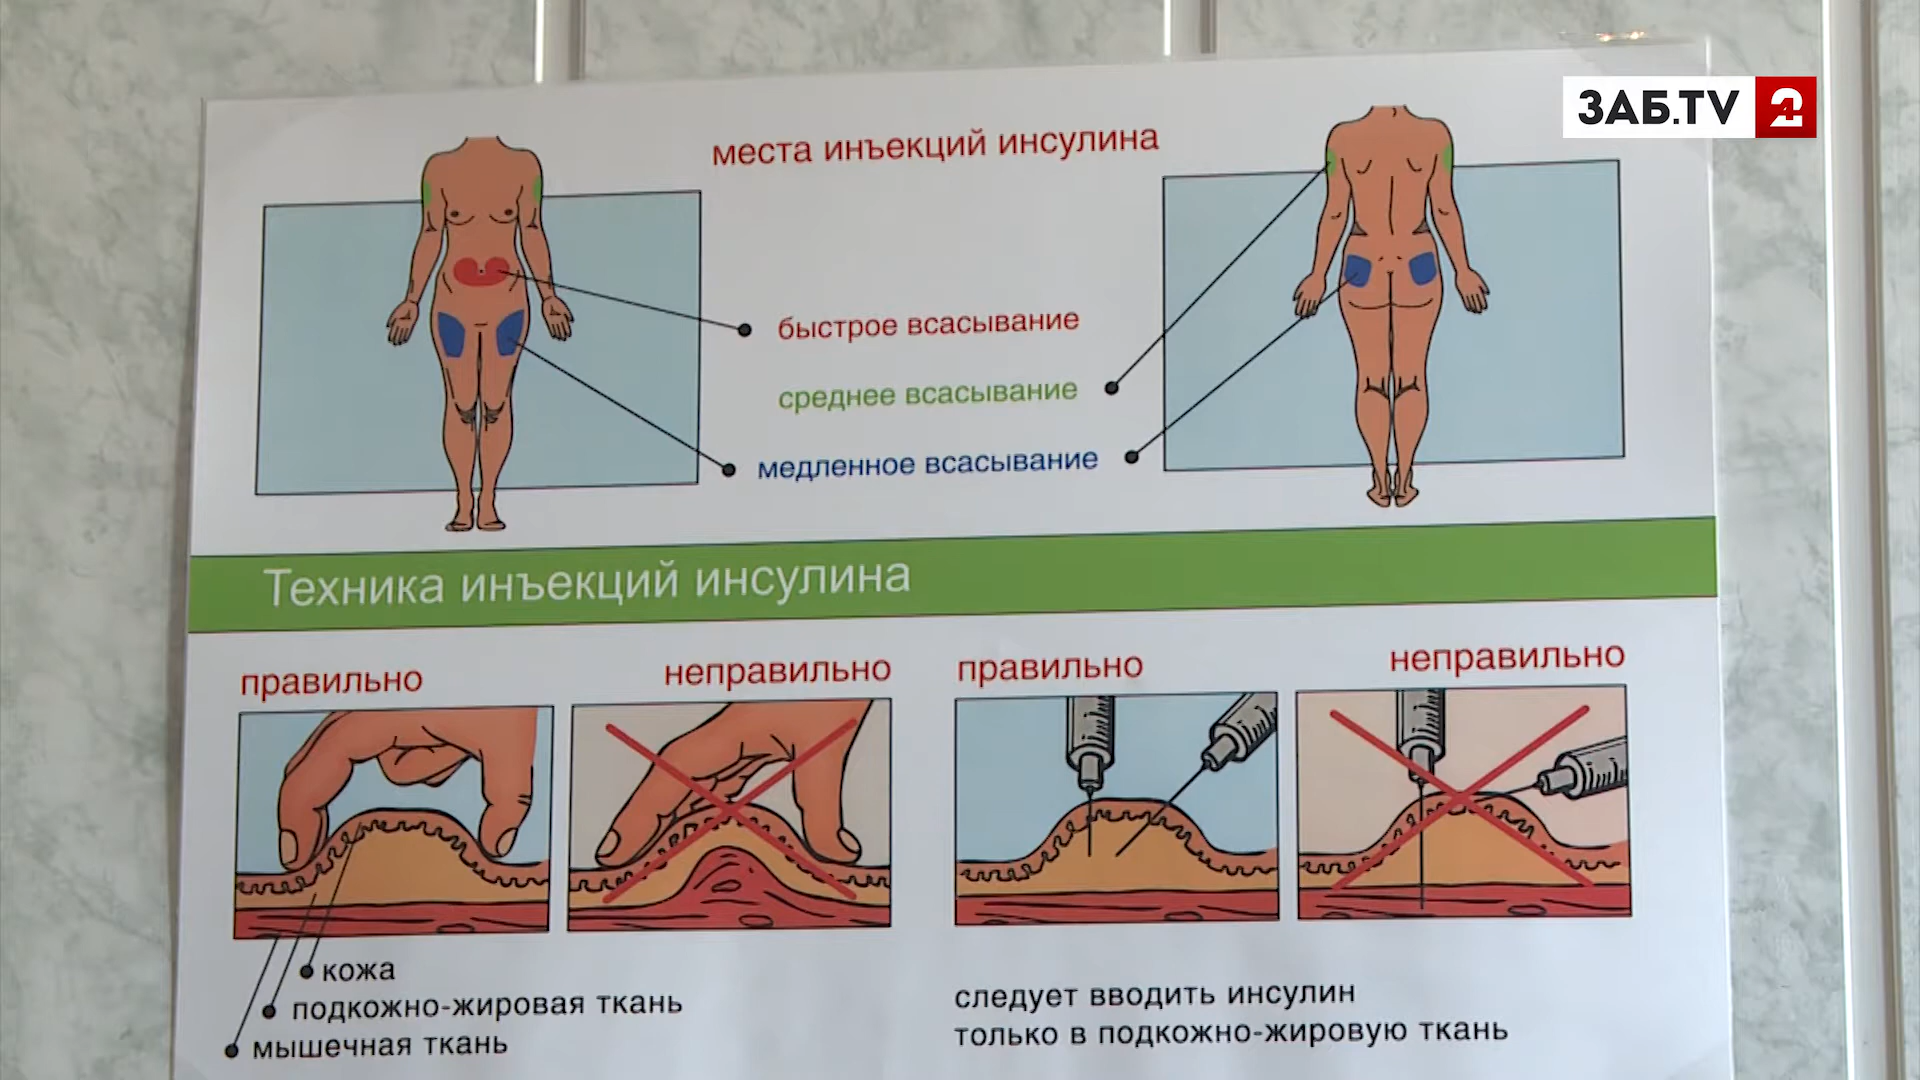 ЗАБ.TV 24
места инъекций инсулина
быстрое всасывание
среднее всасывание
медленное всасывание
Техника инъекций инсулина
правильно
неправильно
правильно
неправильно
кожа
подкожно-жировая ткань
мышечная ткань
следует вводить инсулин
только в подкожно-жировую ткань